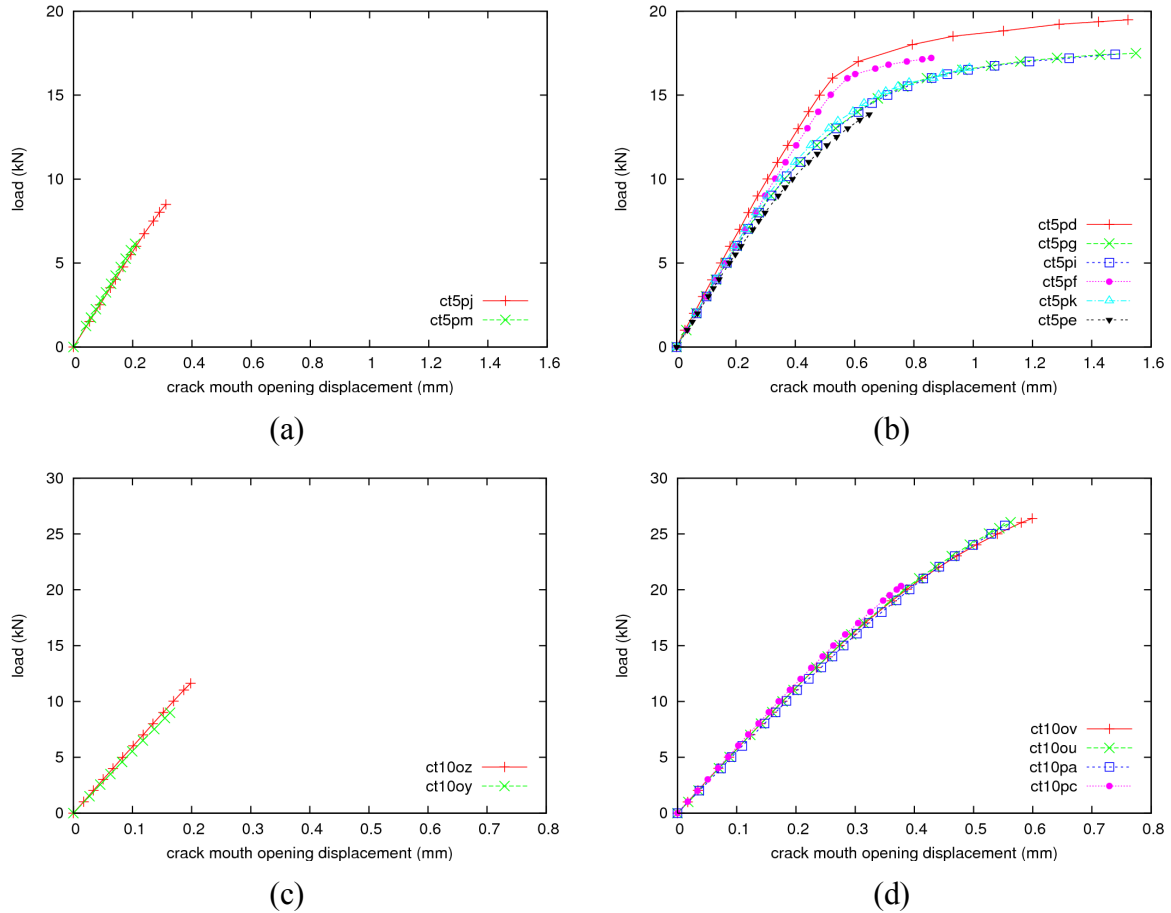 20
15
10
5
0
load (kN)
ct5pj
ct5pm
0 0.2 0.4 0.6 0.8 1 1.2 1.4 1.6
crack mouth opening displacement (mm)
(a)
20
15
10
5
0
load (kN)
ct5pd
ct5pg
ct5pi
ct5pf
ct5pk
ct5pe
0 0.2 0.4 0.6 0.8 1 1.2 1.4 1.6
crack mouth opening displacement (mm)
(b)
30
25
20
15
10
5
0
load (kN)
ct10oz
ct10oy
0 0.1 0.2 0.3 0.4 0.5 0.6 0.7 0.8
crack mouth opening displacement (mm)
(c)
30
25
20
15
10
5
0
load (kN)
ct10ov
ct10ou
ct10pa
ct10pc
0 0.1 0.2 0.3 0.4 0.5 0.6 0.7 0.8
crack mouth opening displacement (mm)
(d)